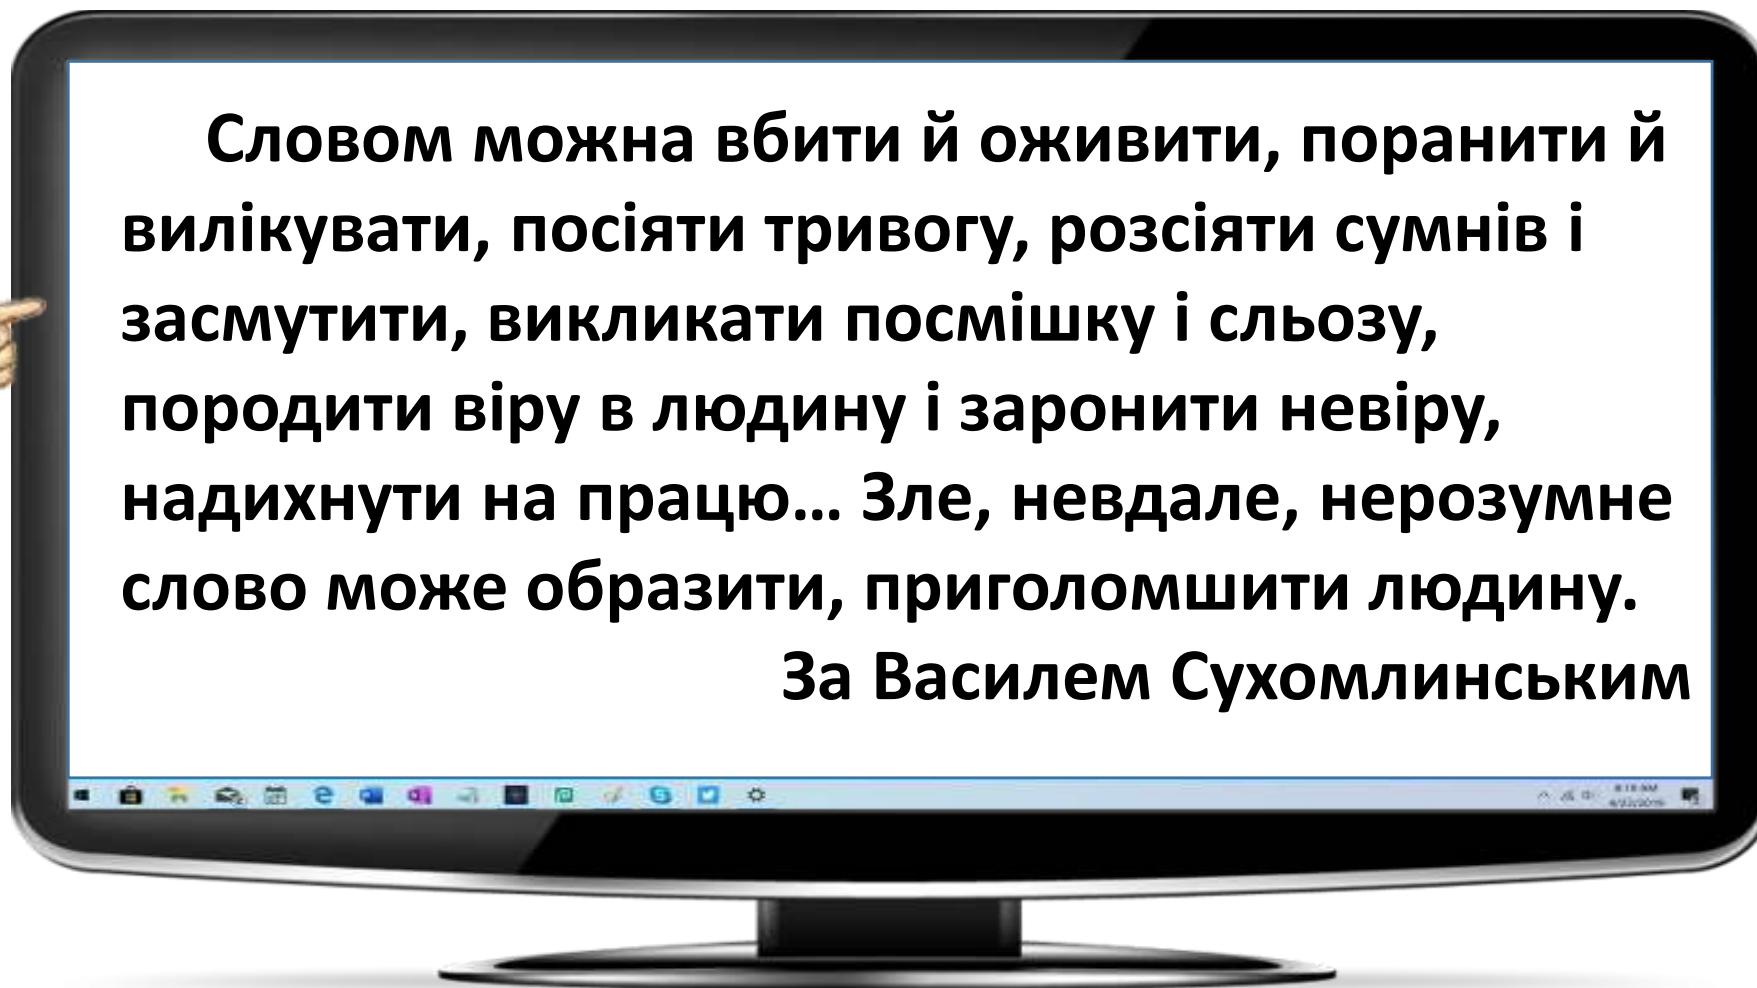 Словом можна вбити й оживити, поранити й
вилікувати, посіяти тривогу, розсіяти сумнів і
засмутити, викликати посмішку і сльозу,
породити віру в людину і заронити невіру,
надихнути на працю... Зле, невдале, нерозумне
слово може образити, приголомшити людину.
За Василем Сухомлинським